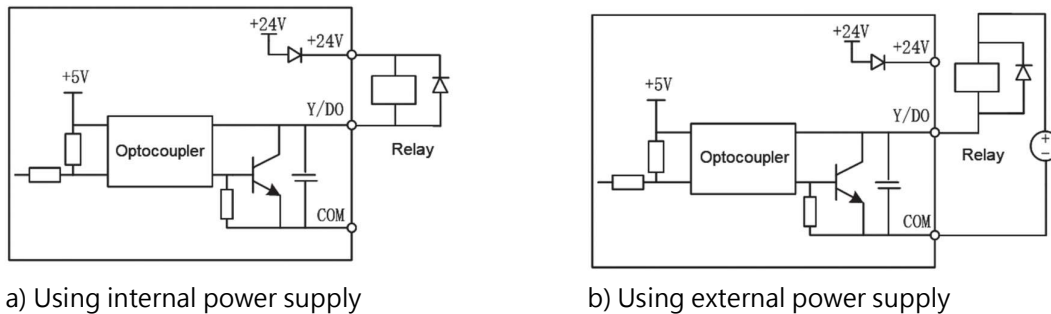 +24V
+24V
+5V
Y/DO
Optocoupler
Relay
COM
a) Using internal power supply
+24V
+24V
+5V
Y/DO
Optocoupler
Relay
+
−
COM
b) Using external power supply